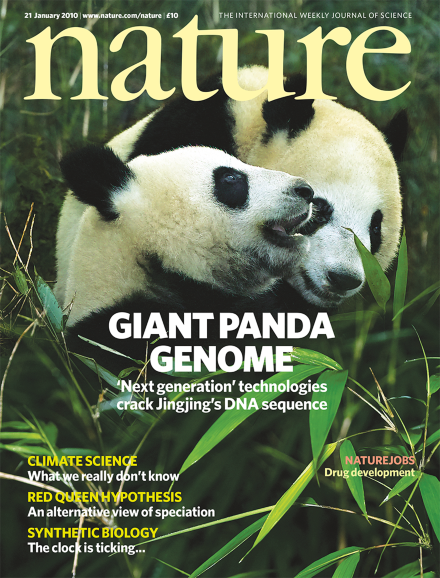 21 January 2010 | www.nature.com/nature | £10
THE INTERNATIONAL WEEKLY JOURNAL OF SCIENCE
nature
GIANT PANDA
GENOME
‘Next generation’ technologies
crack Jingjing’s DNA sequence
CLIMATE SCIENCE
What we really don’t know
RED QUEEN HYPOTHESIS
An alternative view of speciation
SYNTHETIC BIOLOGY
The clock is ticking...
NATUREJOBS
Drug development